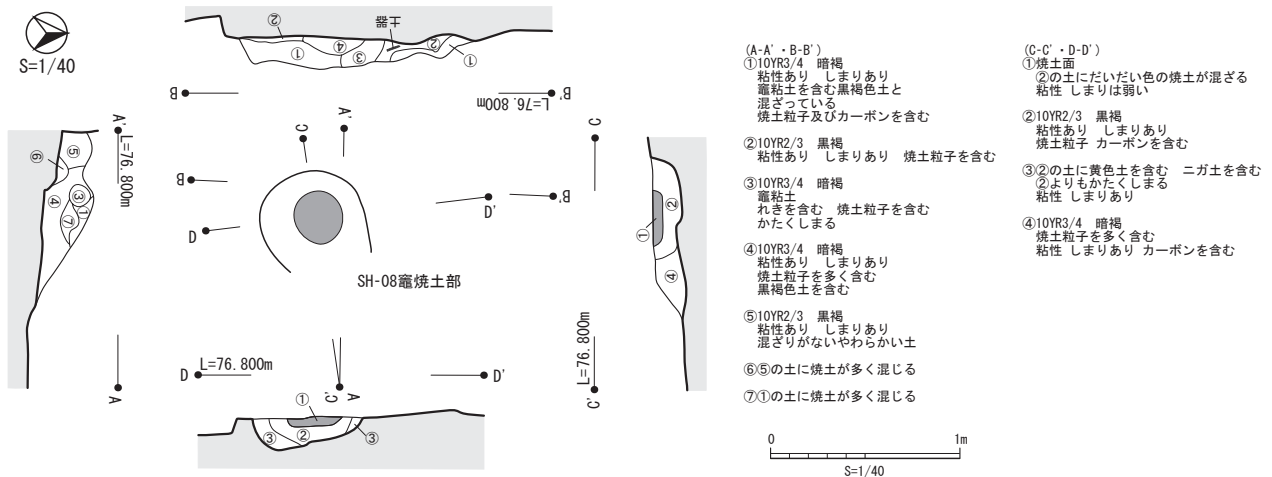 S=1/40
②
土器
①
④
③
②
①
B
B'
L=76.800m
A'
L=76.800m
⑤
⑥
④
③
①
⑦
A
C
A'
B
B'
D
D'
SH-08竈焼土部
C
②
①
④
L=76.800m
C'
D
L=76.800m
D'
C'
A
①
③
②
③
(A-A'・B-B')
①10YR3/4 暗褐
粘性あり しまりあり
竈粘土を含む黒褐色土と
混ざっている
焼土粒子及びカーボンを含む
②10YR2/3 黒褐
粘性あり しまりあり 焼土粒子を含む
③10YR3/4 暗褐
竈粘土
れきを含む 焼土粒子を含む
かたくしまる
④10YR3/4 暗褐
粘性あり しまりあり
焼土粒子を多く含む
黒褐色土を含む
⑤10YR2/3 黒褐
粘性あり しまりあり
混ざりがないやわらかい土
⑥⑤の土に焼土が多く混じる
⑦①の土に焼土が多く混じる
(C-C'・D-D')
①焼土面
②の土にだいだい色の焼土が混ざる
粘性 しまりは弱い
②10YR2/3 黒褐
粘性あり しまりあり
焼土粒子 カーボンを含む
③②の土に黄色土を含む ニガ土を含む
②よりもかたくしまる
粘性 しまりあり
④10YR3/4 暗褐
焼土粒子を多く含む
粘性 しまりあり カーボンを含む
0 1m
S=1/40